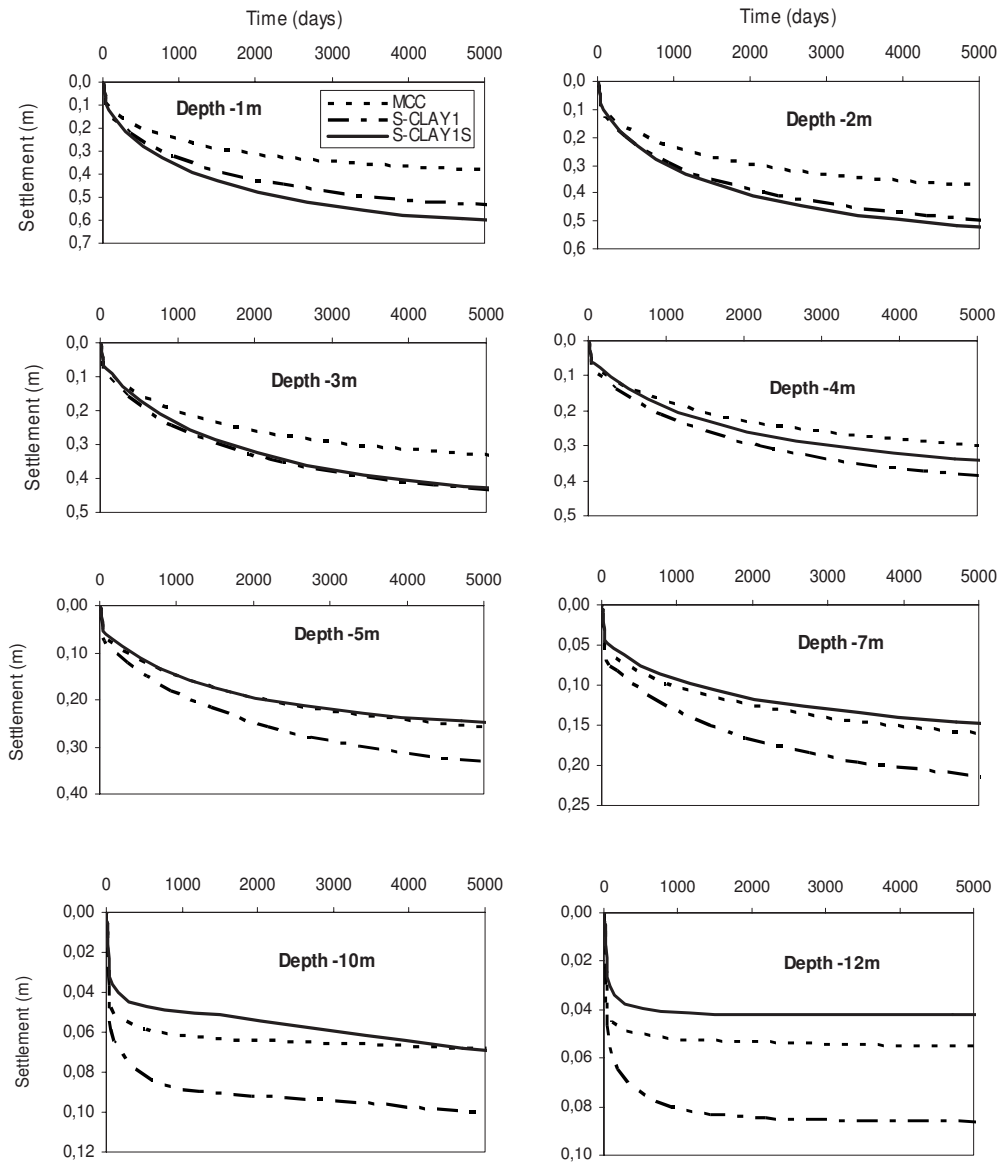 Time (days)
0 1000 2000 3000 4000 5000
Settlement (m)
0,0
0,1
0,2
0,3
0,4
0,5
0,6
0,7
Depth -1m
MCC
S-CLAY1
S-CLAY1S
Time (days)
0 1000 2000 3000 4000 5000
0,0
0,1
0,2
0,3
0,4
0,5
0,6
Depth -2m
0 1000 2000 3000 4000 5000
Settlement (m)
0,0
0,1
0,2
0,3
0,4
0,5
Depth -3m
0 1000 2000 3000 4000 5000
0,0
0,1
0,2
0,3
0,4
0,5
Depth -4m
0 1000 2000 3000 4000 5000
Settlement (m)
0,00
0,10
0,20
0,30
0,40
Depth -5m
0 1000 2000 3000 4000 5000
0,00
0,05
0,10
0,15
0,20
0,25
Depth -7m
0 1000 2000 3000 4000 5000
Settlement (m)
0,00
0,02
0,04
0,06
0,08
0,10
0,12
Depth -10m
0 1000 2000 3000 4000 5000
0,00
0,02
0,04
0,06
0,08
0,10
Depth -12m